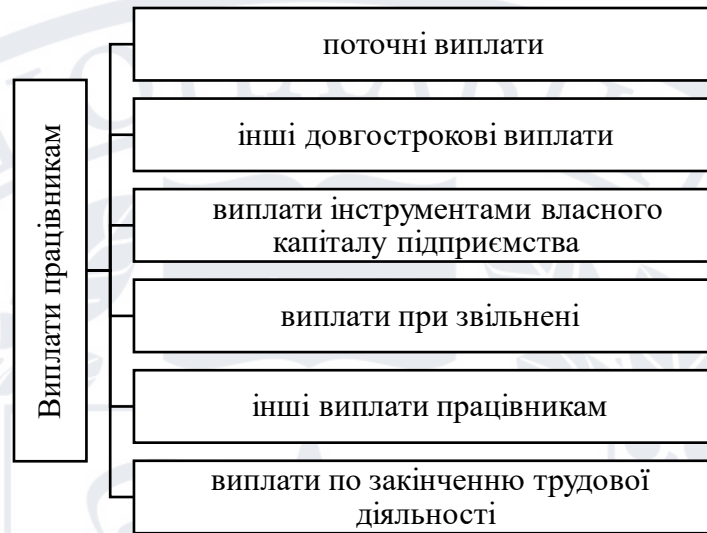 Виплати працівникам
поточні виплати
інші довгострокові виплати
виплати інструментами власного
капіталу підприємства
виплати при звільнені
інші виплати працівникам
виплати по закінченню трудової
діяльності